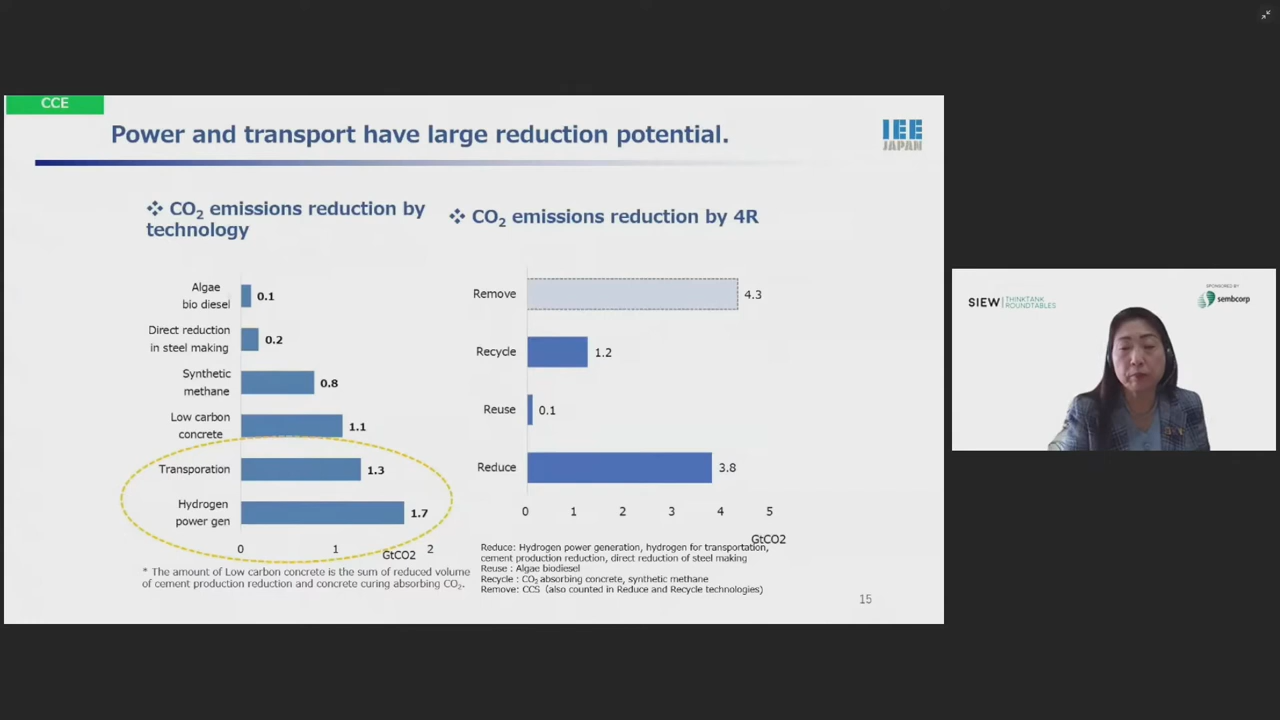 CCE
Power and transport have large reduction potential.
IEE
JAPAN
❖ CO2 emissions reduction by
technology
Algae
bio diesel
0.1
Direct reduction
in steel making
0.2
Synthetic
methane
0.8
Low carbon
concrete
1.1
Transporation
1.3
Hydrogen
power gen
1.7
0 1 2
GtCO2
* The amount of Low carbon concrete is the sum of reduced volume
of cement production reduction and concrete curing absorbing CO2.
❖ CO2 emissions reduction by 4R
Remove 4.3
Recycle 1.2
Reuse 0.1
Reduce 3.8
0 1 2 3 4 5
GtCO2
Reduce: Hydrogen power generation, hydrogen for transportation,
cement production reduction, direct reduction of steel making
Reuse : Algae biodiesel
Recycle : CO2 absorbing concrete, synthetic methane
Remove: CCS (also counted in Reduce and Recycle technologies)
15
SIEW THINKTANK
ROUNDTABLES
SPONSORED BY
sembcorp